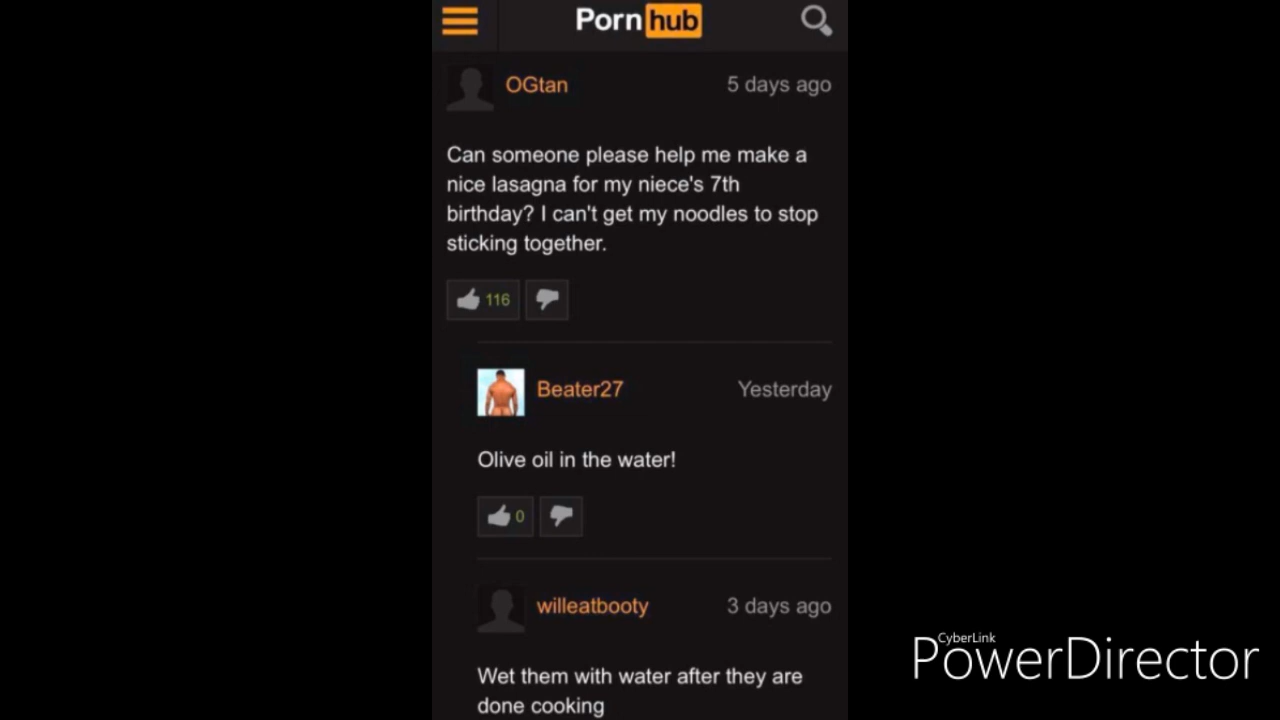 Porn hub
OGtan
5 days ago
Can someone please help me make a
nice lasagna for my niece's 7th
birthday? I can't get my noodles to stop
sticking together.
116
Beater27
Yesterday
Olive oil in the water!
0
willeatbooty
3 days ago
Wet them with water after they are
done cooking
CyberLink
PowerDirector